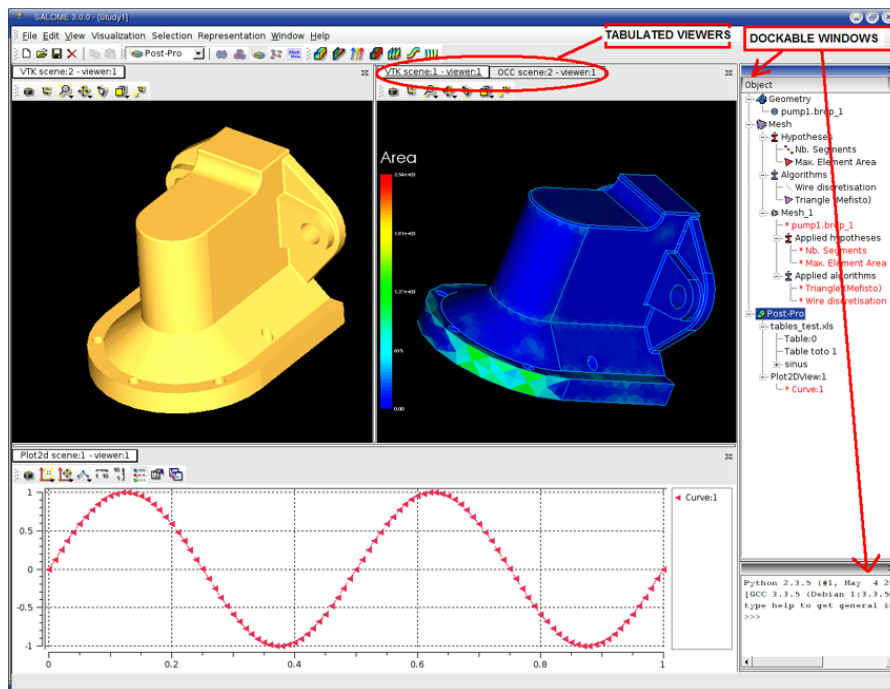 SALOME 3.0.0 - [Study1]
File Edit View Visualization Selection Representation Window Help
TABULATED VIEWERS
DOCKABLE WINDOWS
Post-Pro
VTK scene:2 - viewer:1
VTK scene:1 - viewer:1
OCC scene:2 - viewer:1
Object
Geometry
pump1.brep_1
Mesh
Hypotheses
Nb. Segments
Max. Element Area
Algorithms
Wire discretisation
Triangle (Mefisto)
Mesh_1
* pump1.brep_1
Applied hypotheses
* Nb. Segments
* Max. Element Area
Applied algorithms
* Triangle (Mefisto)
* Wire discretisation
Post-Pro
tables_test.xls
Table:0
Table toto 1
sinus
Plot2DView:1
* Curve:1
Area
0.00
Plot2d scene:1 - viewer:1
1
0.5
0
-0.5
-1
0 0.2 0.4 0.6 0.8 1
Curve:1
Python 2.3.5 (#1, May 4 20
[GCC 3.3.5 (Debian 1:3.3.5
type help to get general in
>>>